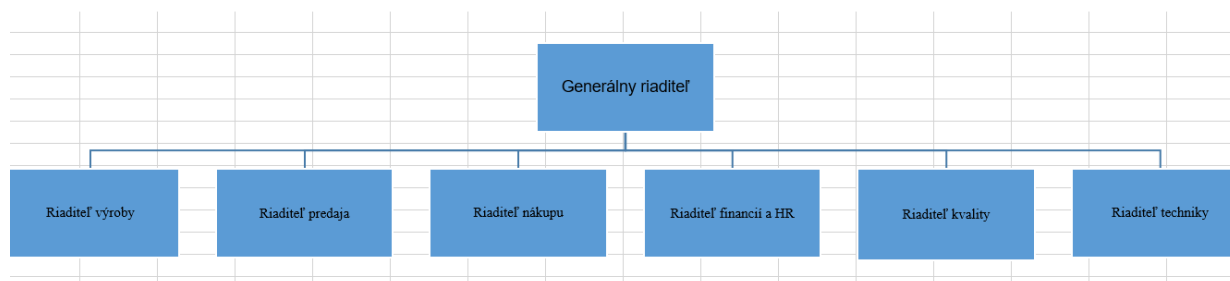 Generálny riaditeľ
Riaditeľ výroby
Riaditeľ predaja
Riaditeľ nákupu
Riaditeľ financií a HR
Riaditeľ kvality
Riaditeľ techniky